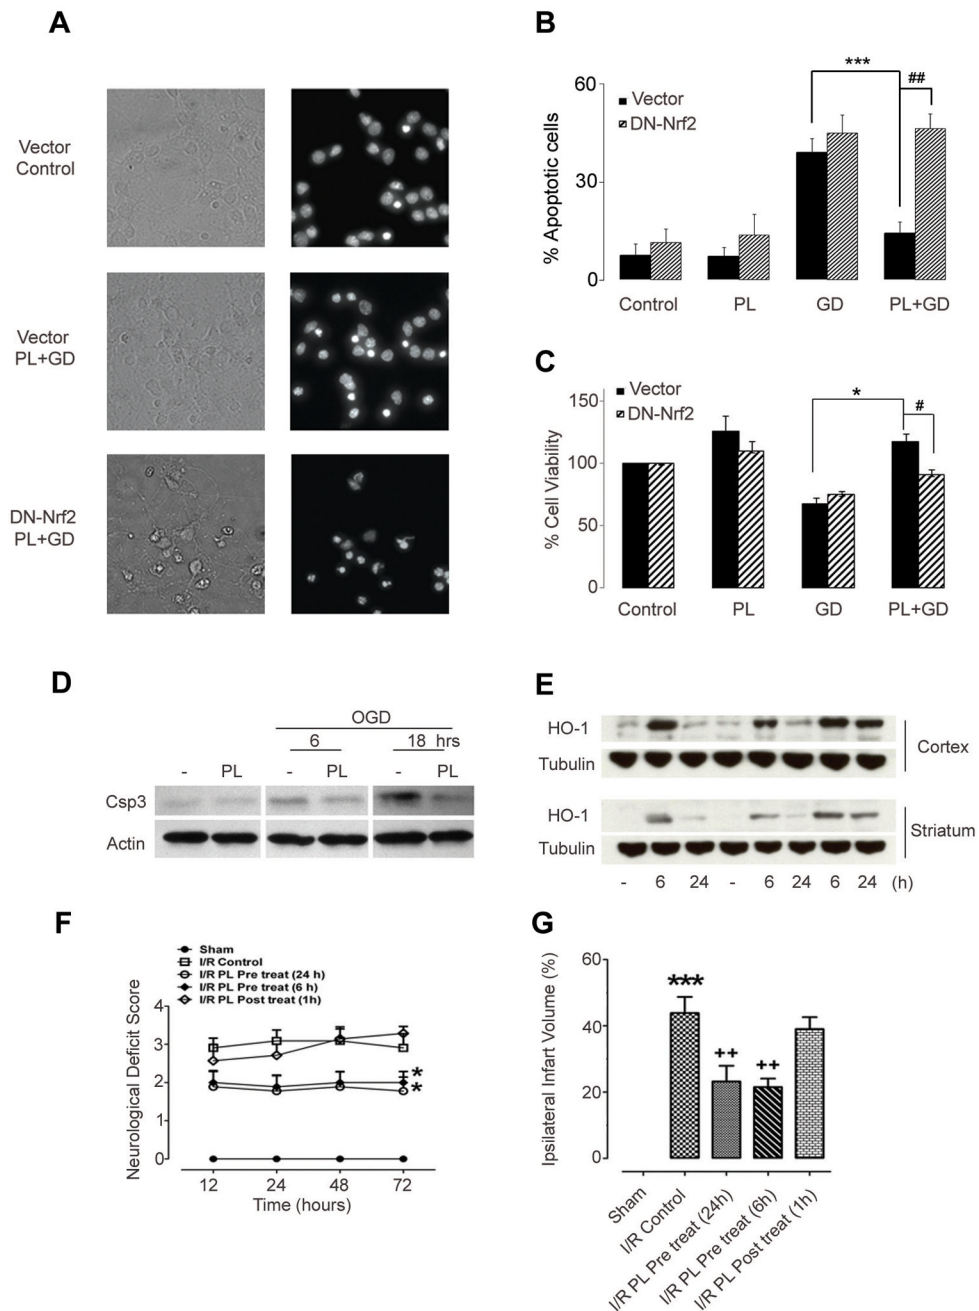 A
Vector
Control
Vector
PL+GD
DN-Nrf2
PL+GD
B
% Apoptotic cells
60
30
0
Vector
DN-Nrf2
***
##
Control PL GD PL+GD
C
% Cell Viability
150
100
50
0
Vector
DN-Nrf2
*
#
Control PL GD PL+GD
D
OGD
6 18 hrs
- PL - PL - PL
Csp3
Actin
E
HO-1
Tubulin
Cortex
HO-1
Tubulin
Striatum
- 6 24 - 6 24 6 24 (h)
F
Sham
I/R Control
I/R PL Pre treat (24 h)
I/R PL Pre treat (6 h)
I/R PL Post treat (1h)
Neurological Deficit Score
4
3
2
1
0
*
*
12 24 48 72
Time (hours)
G
Ipsilateral Infart Volume (%)
60
40
20
0
***
++
++
Sham
I/R Control
I/R PL Pre treat (24h)
I/R PL Pre treat (6h)
I/R PL Post treat (1h)